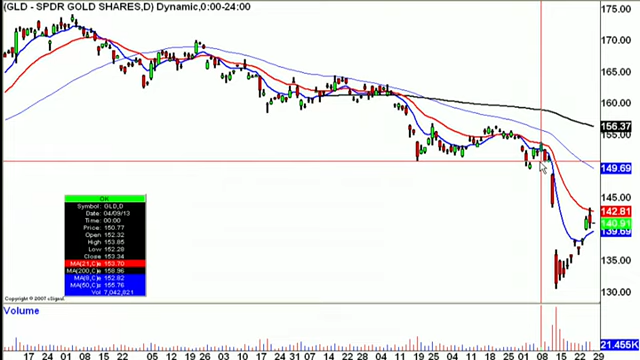 (GLD - SPDR GOLD SHARES,D) Dynamic,0:00-24:00
175.00
170.00
165.00
160.00
156.37
149.69
145.00
142.81
140.91
139.69
135.00
130.00
OK
Symbol: GLD,D
Date: 04/09/13
Time: 00:00
Price: 150.77
Open: 152.32
High: 153.85
Low: 152.28
Close: 153.34
MA(21,C)= 153.70
MA(200,C)= 158.96
MA(8,C)= 152.82
MA(50,C)= 155.76
Vol: 7,042,821
Copyright © 2007 eSignal.
Volume
21.455K
17 24 01 08 15 22 05 12 19 26 03 10 17 24 31 07 14 22 04 11 19 25 04 11 18 25 01 08 15 22 29